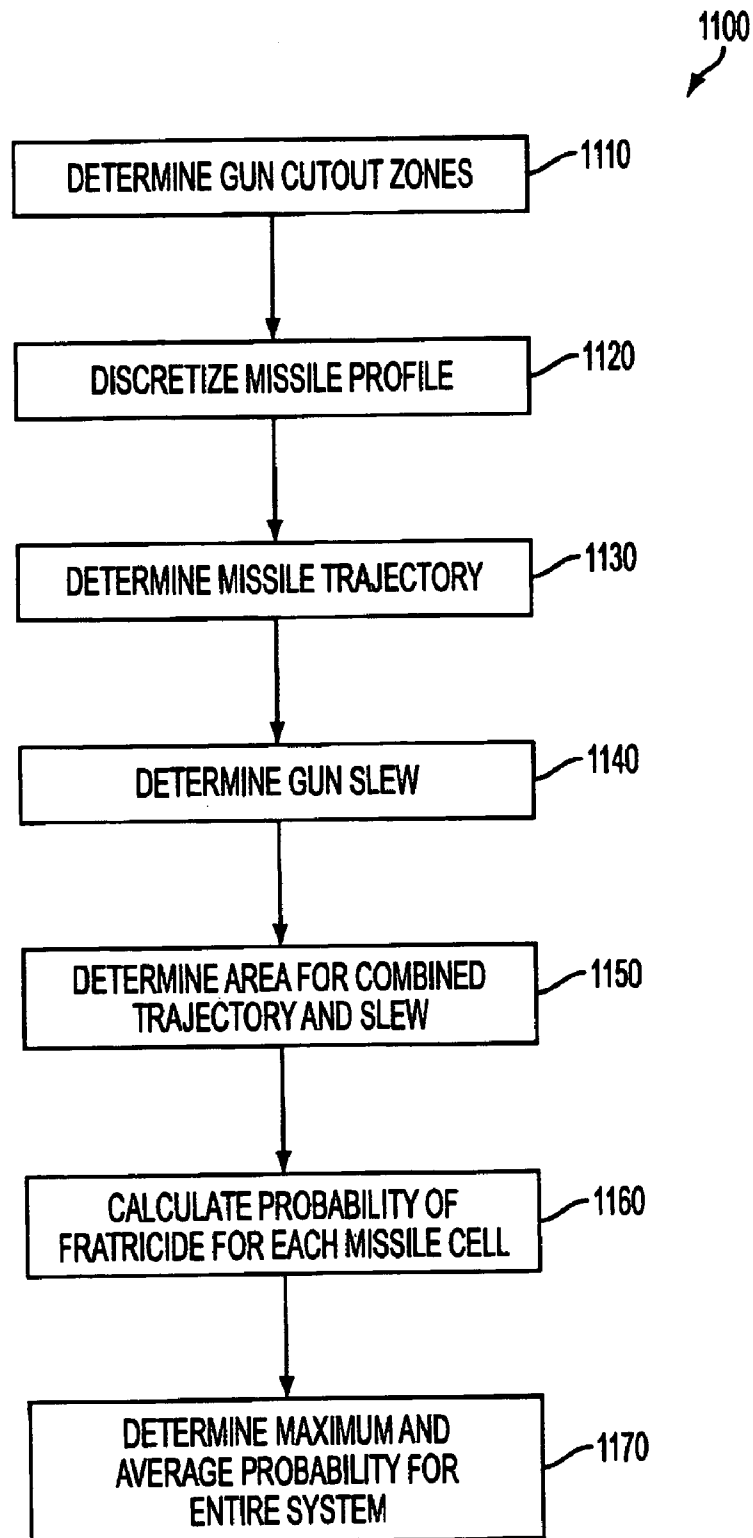 1100
DETERMINE GUN CUTOUT ZONES
1110
DISCRETIZE MISSILE PROFILE
1120
DETERMINE MISSILE TRAJECTORY
1130
DETERMINE GUN SLEW
1140
DETERMINE AREA FOR COMBINED
TRAJECTORY AND SLEW
1150
CALCULATE PROBABILITY OF
FRATRICIDE FOR EACH MISSILE CELL
1160
DETERMINE MAXIMUM AND
AVERAGE PROBABILITY FOR
ENTIRE SYSTEM
1170